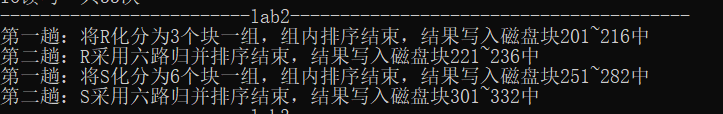 --------------------lab2--------------------------------
第一趟：将R化分为3个块一组，组内排序结束，结果写入磁盘块201~216中
第二趟：R采用六路归并排序结束，结果写入磁盘块221~236中
第一趟：将S化分为6个块一组，组内排序结束，结果写入磁盘块251~282中
第二趟：S采用六路归并排序结束，结果写入磁盘块301~332中